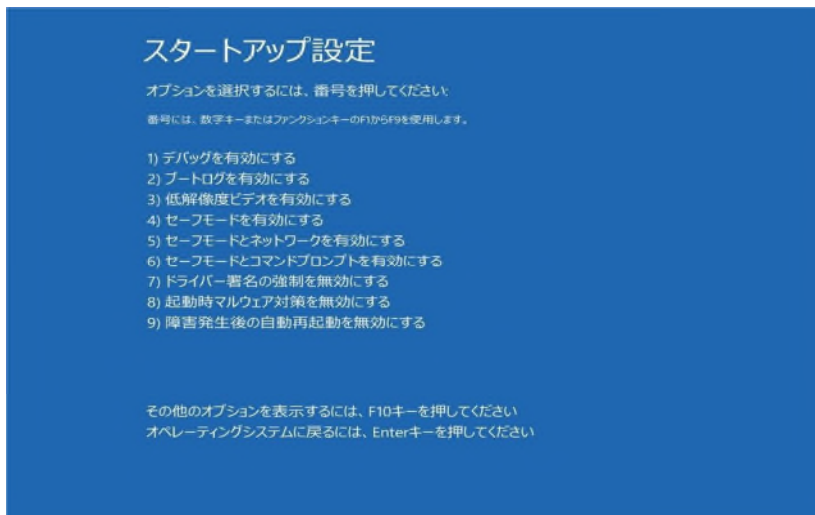 スタートアップ設定
オプションを選択するには、番号を押してください:
番号には、数字キーまたはファンクションキーのF1からF9を使用します。
1) デバッグを有効にする
2) ブートログを有効にする
3) 低解像度ビデオを有効にする
4) セーフモードを有効にする
5) セーフモードとネットワークを有効にする
6) セーフモードとコマンドプロンプトを有効にする
7) ドライバー署名の強制を無効にする
8) 起動時マルウェア対策を無効にする
9) 障害発生後の自動再起動を無効にする
その他のオプションを表示するには、F10キーを押してください
オペレーティングシステムに戻るには、Enterキーを押してください